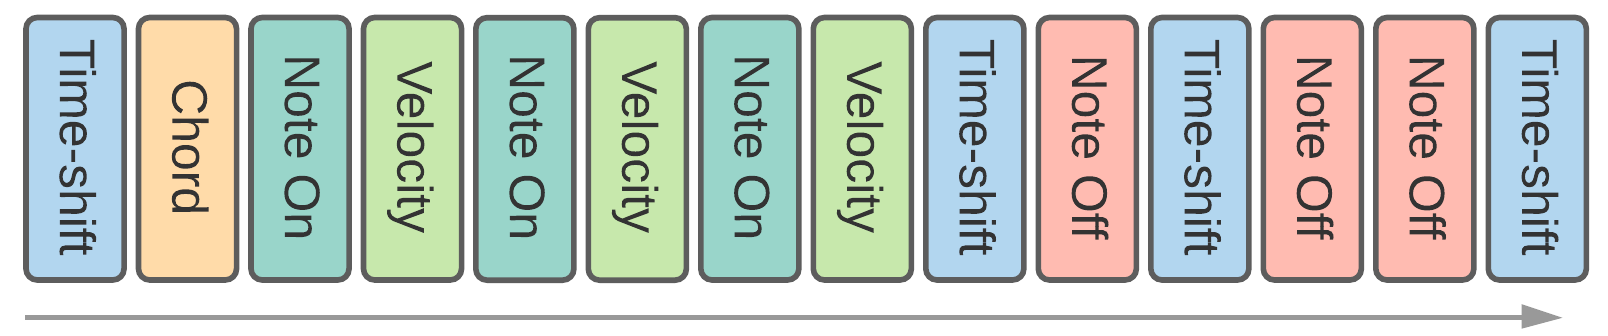 Time-shift
Chord
Note On
Velocity
Note On
Velocity
Note On
Velocity
Time-shift
Note Off
Time-shift
Note Off
Note Off
Time-shift